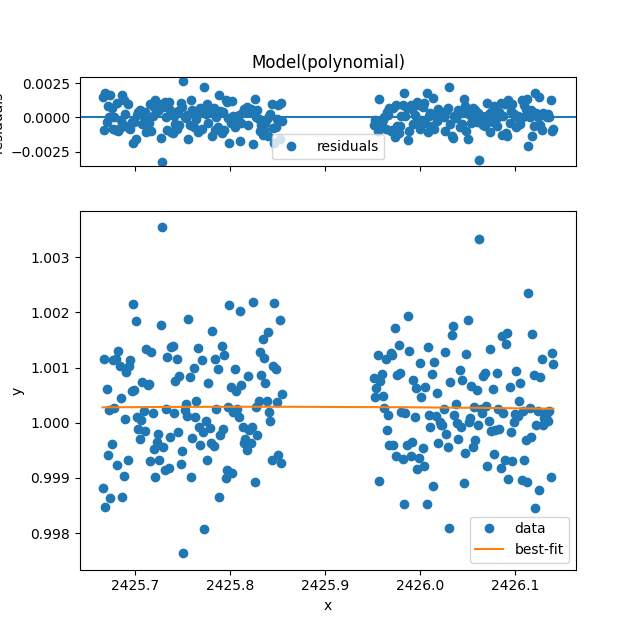 Model(polynomial)
0.0025
0.0000
−0.0025
residuals
1.003
1.002
1.001
1.000
0.999
0.998
y
data
best-fit
2425.7 2425.8 2425.9 2426.0 2426.1
x